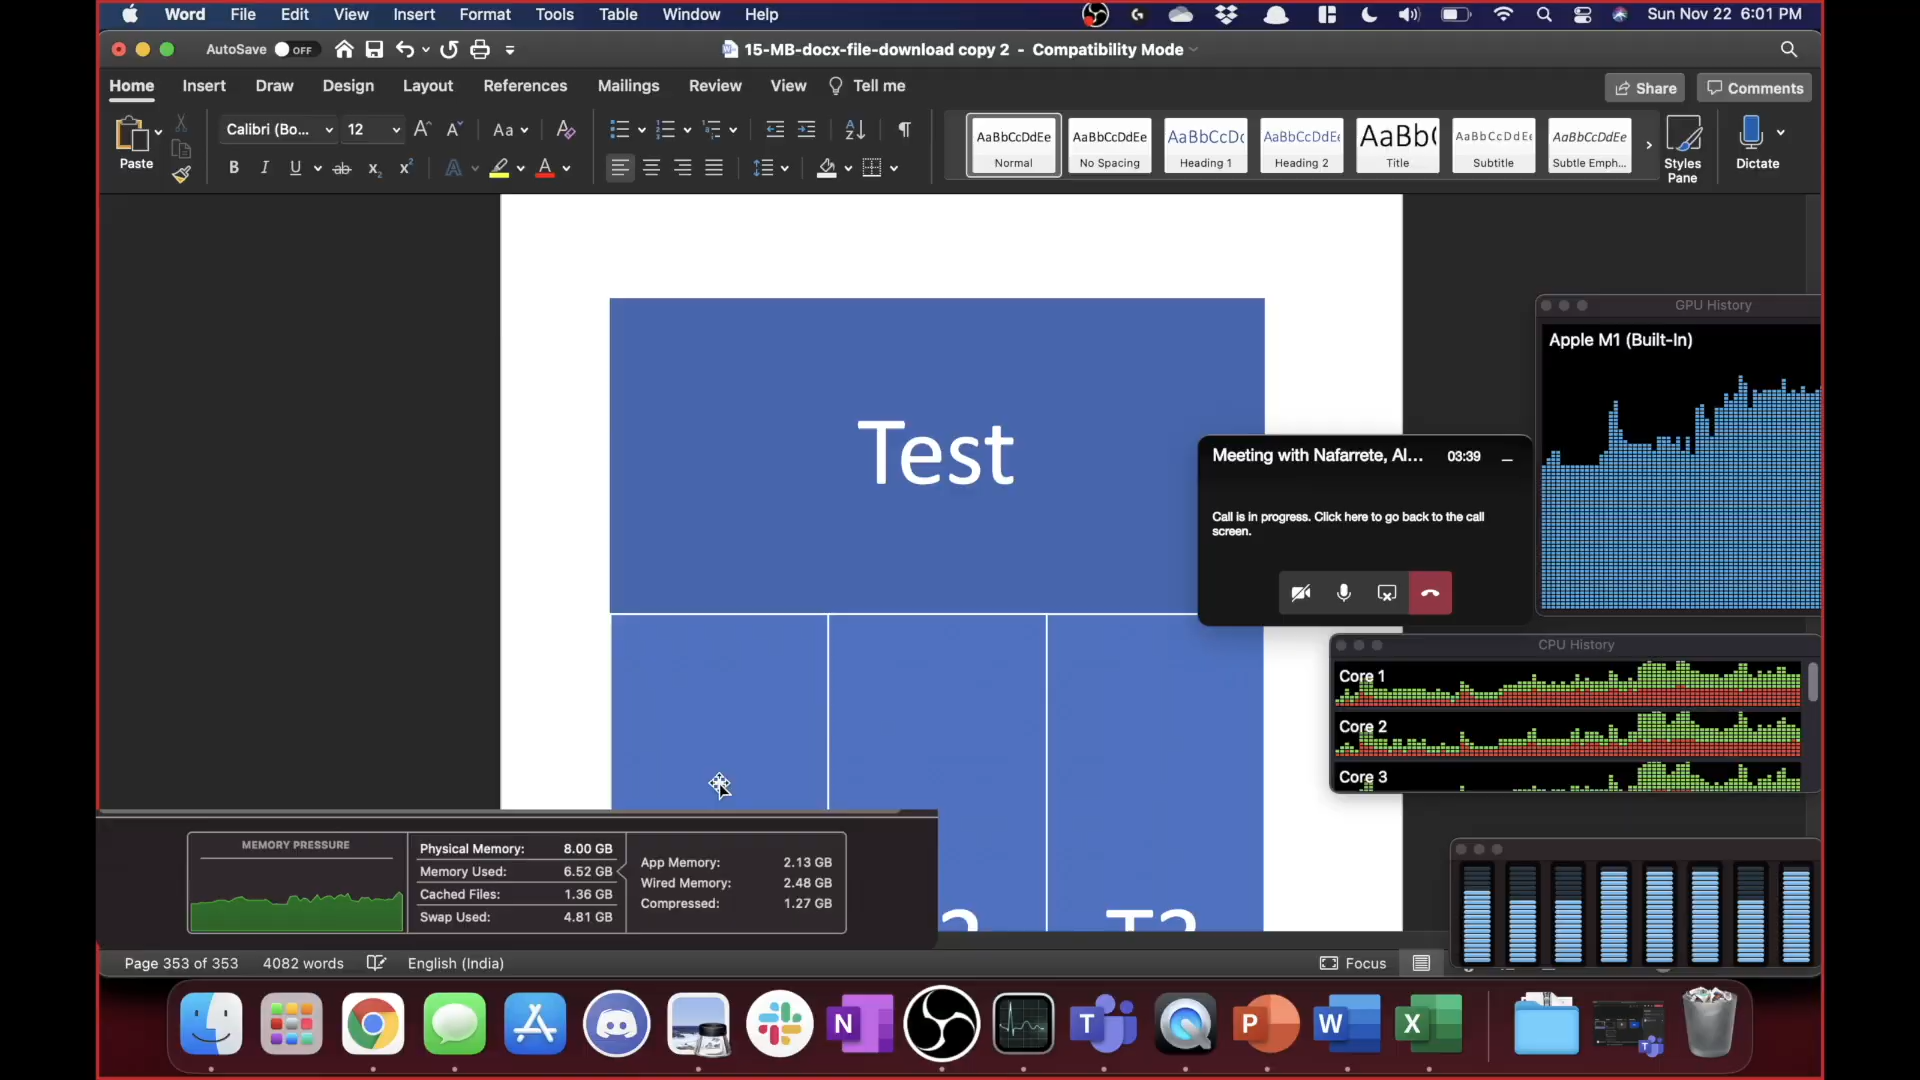 Word File Edit View Insert Format Tools Table Window Help Sun Nov 22 6:01 PM
AutoSave OFF 15-MB-docx-file-download copy 2 - Compatibility Mode
Home Insert Draw Design Layout References Mailings Review View Tell me Share Comments
Paste
Calibri (Bo... 12
AaBbCcDdEe
Normal
AaBbCcDdEe
No Spacing
AaBbCcDc
Heading 1
AaBbCcDdEe
Heading 2
AaBb(
Title
AaBbCcDdEe
Subtitle
AaBbCcDdEe
Subtle Emph...
Styles
Pane
Dictate
Test
T3
GPU History
Apple M1 (Built-In)
Meeting with Nafarrete, Al... 03:39
Call is in progress. Click here to go back to the call
screen.
CPU History
Core 1
Core 2
Core 3
MEMORY PRESSURE
Physical Memory: 8.00 GB
Memory Used: 6.52 GB
Cached Files: 1.36 GB
Swap Used: 4.81 GB
App Memory: 2.13 GB
Wired Memory: 2.48 GB
Compressed: 1.27 GB
Page 353 of 353 4082 words English (India) Focus